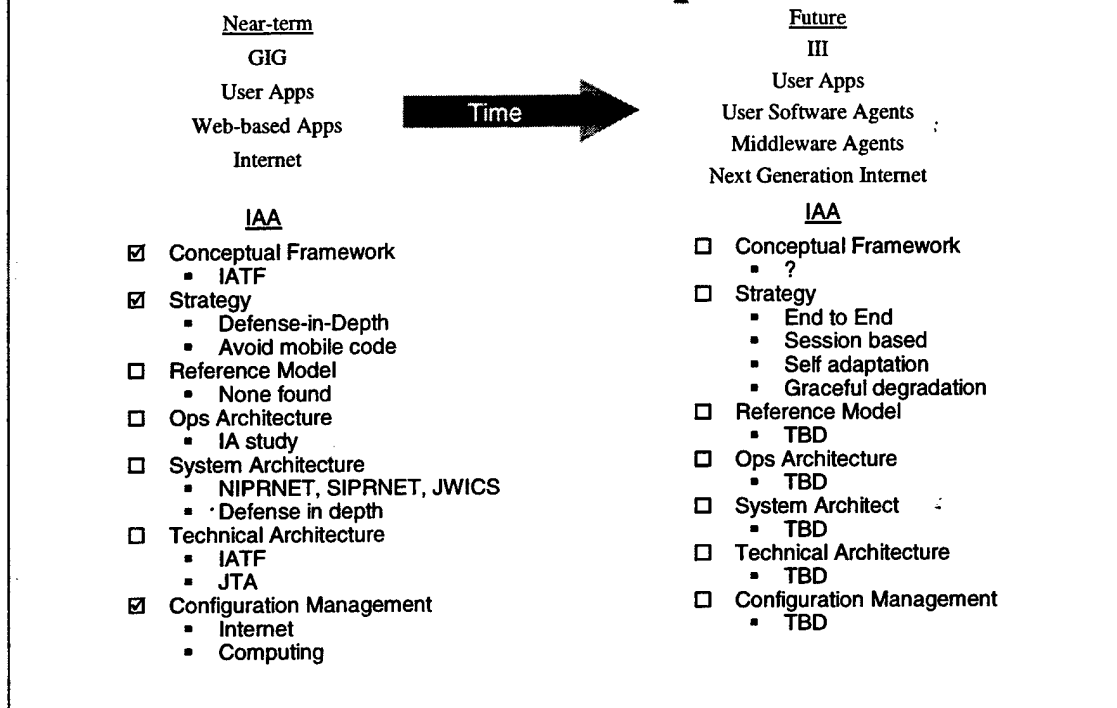 Near-term
GIG
User Apps
Web-based Apps
Internet
Time
Future
III
User Apps
User Software Agents
Middleware Agents
Next Generation Internet
IAA
☑ Conceptual Framework
▪ IATF
☑ Strategy
▪ Defense-in-Depth
▪ Avoid mobile code
☐ Reference Model
▪ None found
☐ Ops Architecture
▪ IA study
☐ System Architecture
▪ NIPRNET, SIPRNET, JWICS
▪ Defense in depth
☐ Technical Architecture
▪ IATF
▪ JTA
☑ Configuration Management
▪ Internet
▪ Computing
IAA
☐ Conceptual Framework
▪ ?
☐ Strategy
▪ End to End
▪ Session based
▪ Self adaptation
▪ Graceful degradation
☐ Reference Model
▪ TBD
☐ Ops Architecture
▪ TBD
☐ System Architect
▪ TBD
☐ Technical Architecture
▪ TBD
☐ Configuration Management
▪ TBD